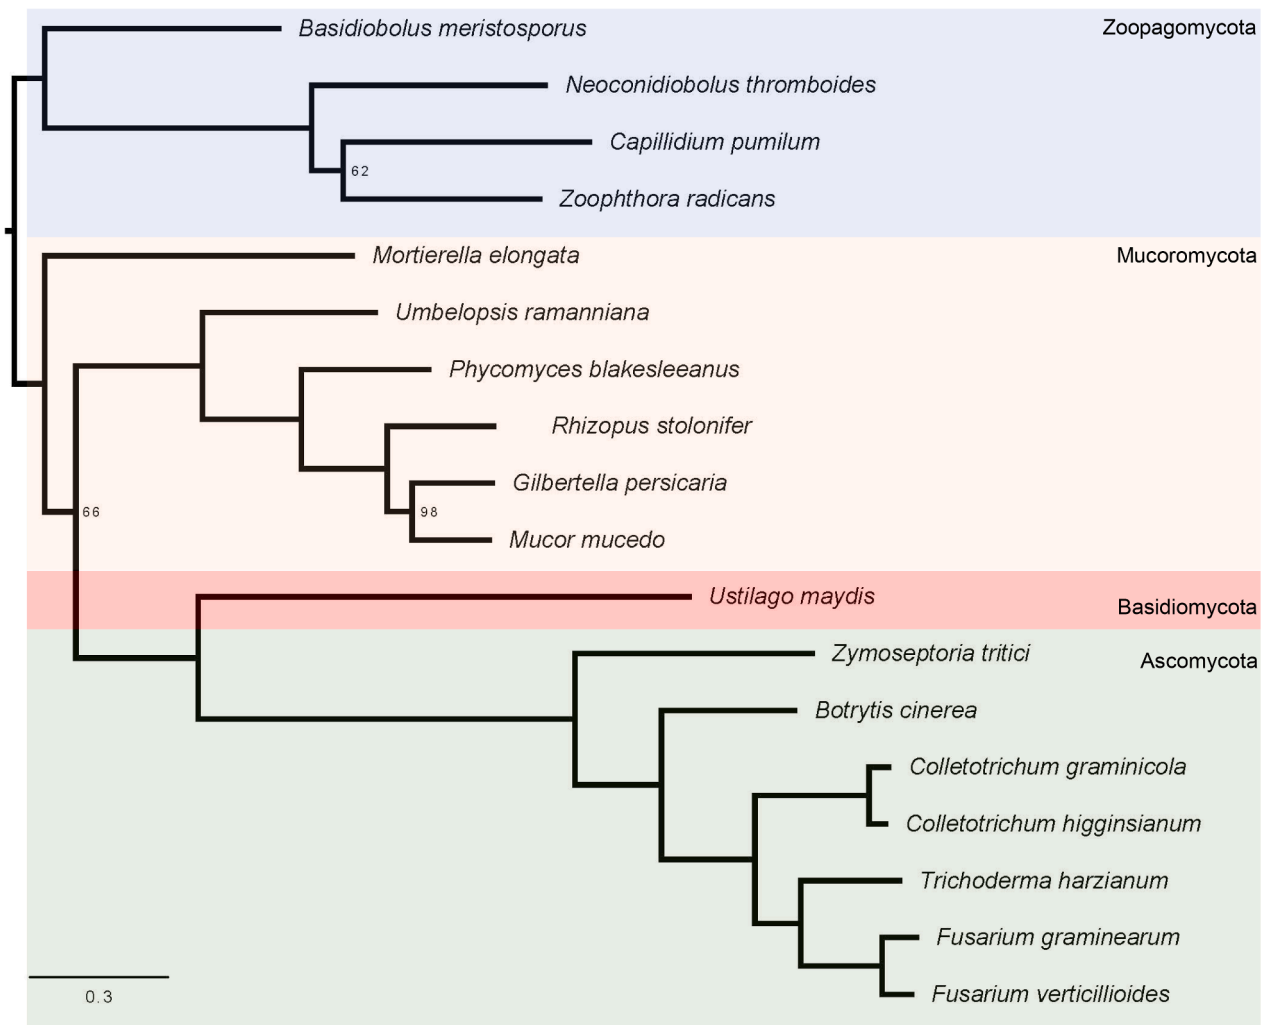 Basidiobolus meristosporus
Zoopagomycota
Neoconidiobolus thromboides
Capillidium pumilum
62
Zoophthora radicans
Mortierella elongata
Mucoromycota
Umbelopsis ramanniana
Phycomyces blakesleeanus
Rhizopus stolonifer
Gilbertella persicaria
66
98
Mucor mucedo
Ustilago maydis
Basidiomycota
Zymoseptoria tritici
Ascomycota
Botrytis cinerea
Colletotrichum graminicola
Colletotrichum higginsianum
Trichoderma harzianum
Fusarium graminearum
Fusarium verticillioides
0.3